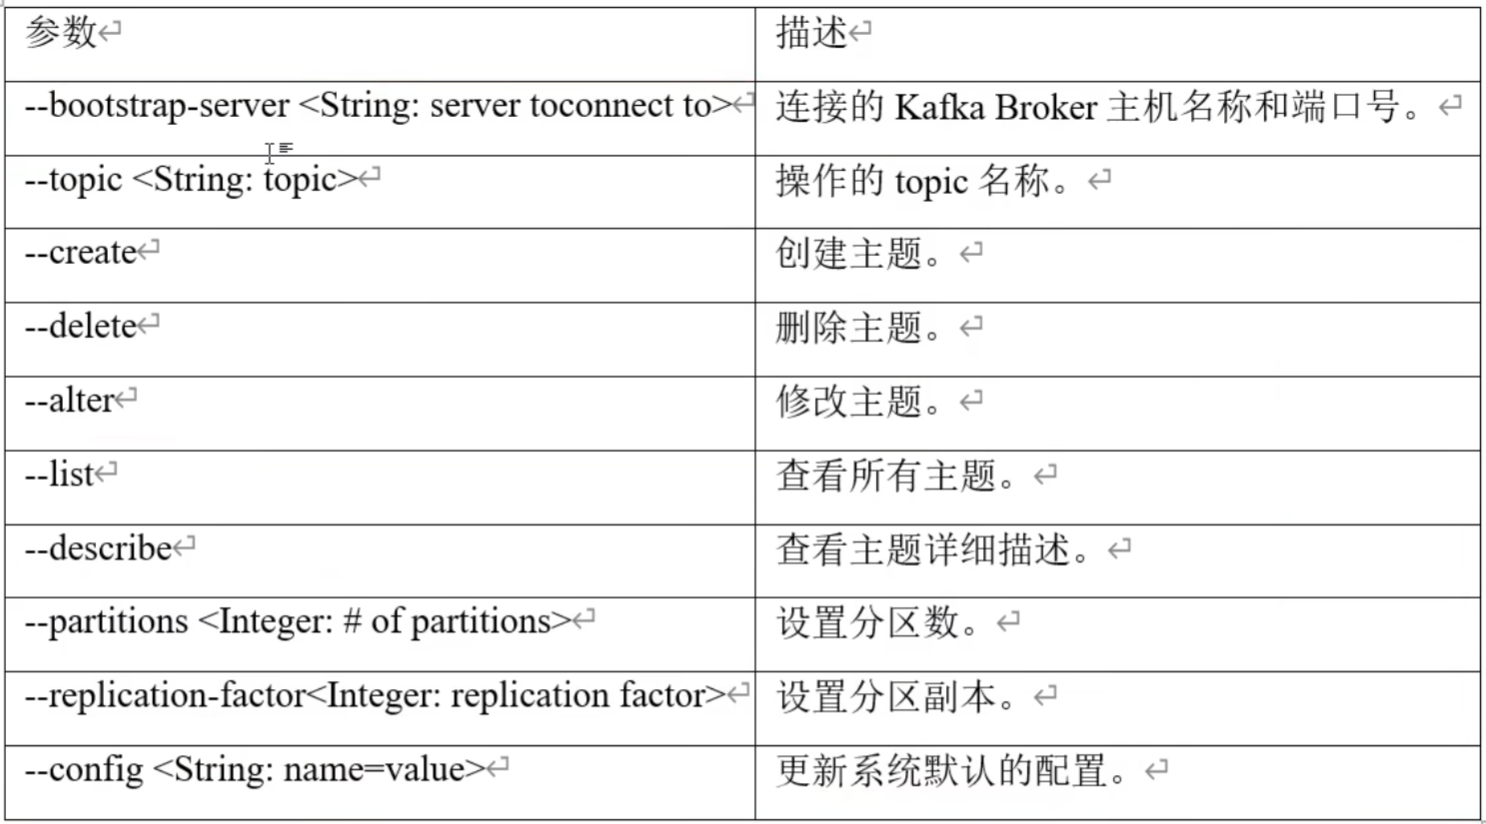 参数
描述
--bootstrap-server <String: server toconnect to>
连接的 Kafka Broker 主机名称和端口号。
--topic <String: topic>
操作的 topic 名称。
--create
创建主题。
--delete
删除主题。
--alter
修改主题。
--list
查看所有主题。
--describe
查看主题详细描述。
--partitions <Integer: # of partitions>
设置分区数。
--replication-factor<Integer: replication factor>
设置分区副本。
--config <String: name=value>
更新系统默认的配置。